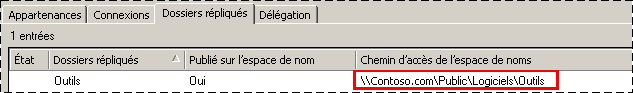 Appartenances Connexions Dossiers répliqués Délégation
1 entrées
État Dossiers répliqués Publié sur l'espace de nom Chemin d'accès de l'espace de noms
Outils Oui \\Contoso.com\Public\Logiciels\Outils